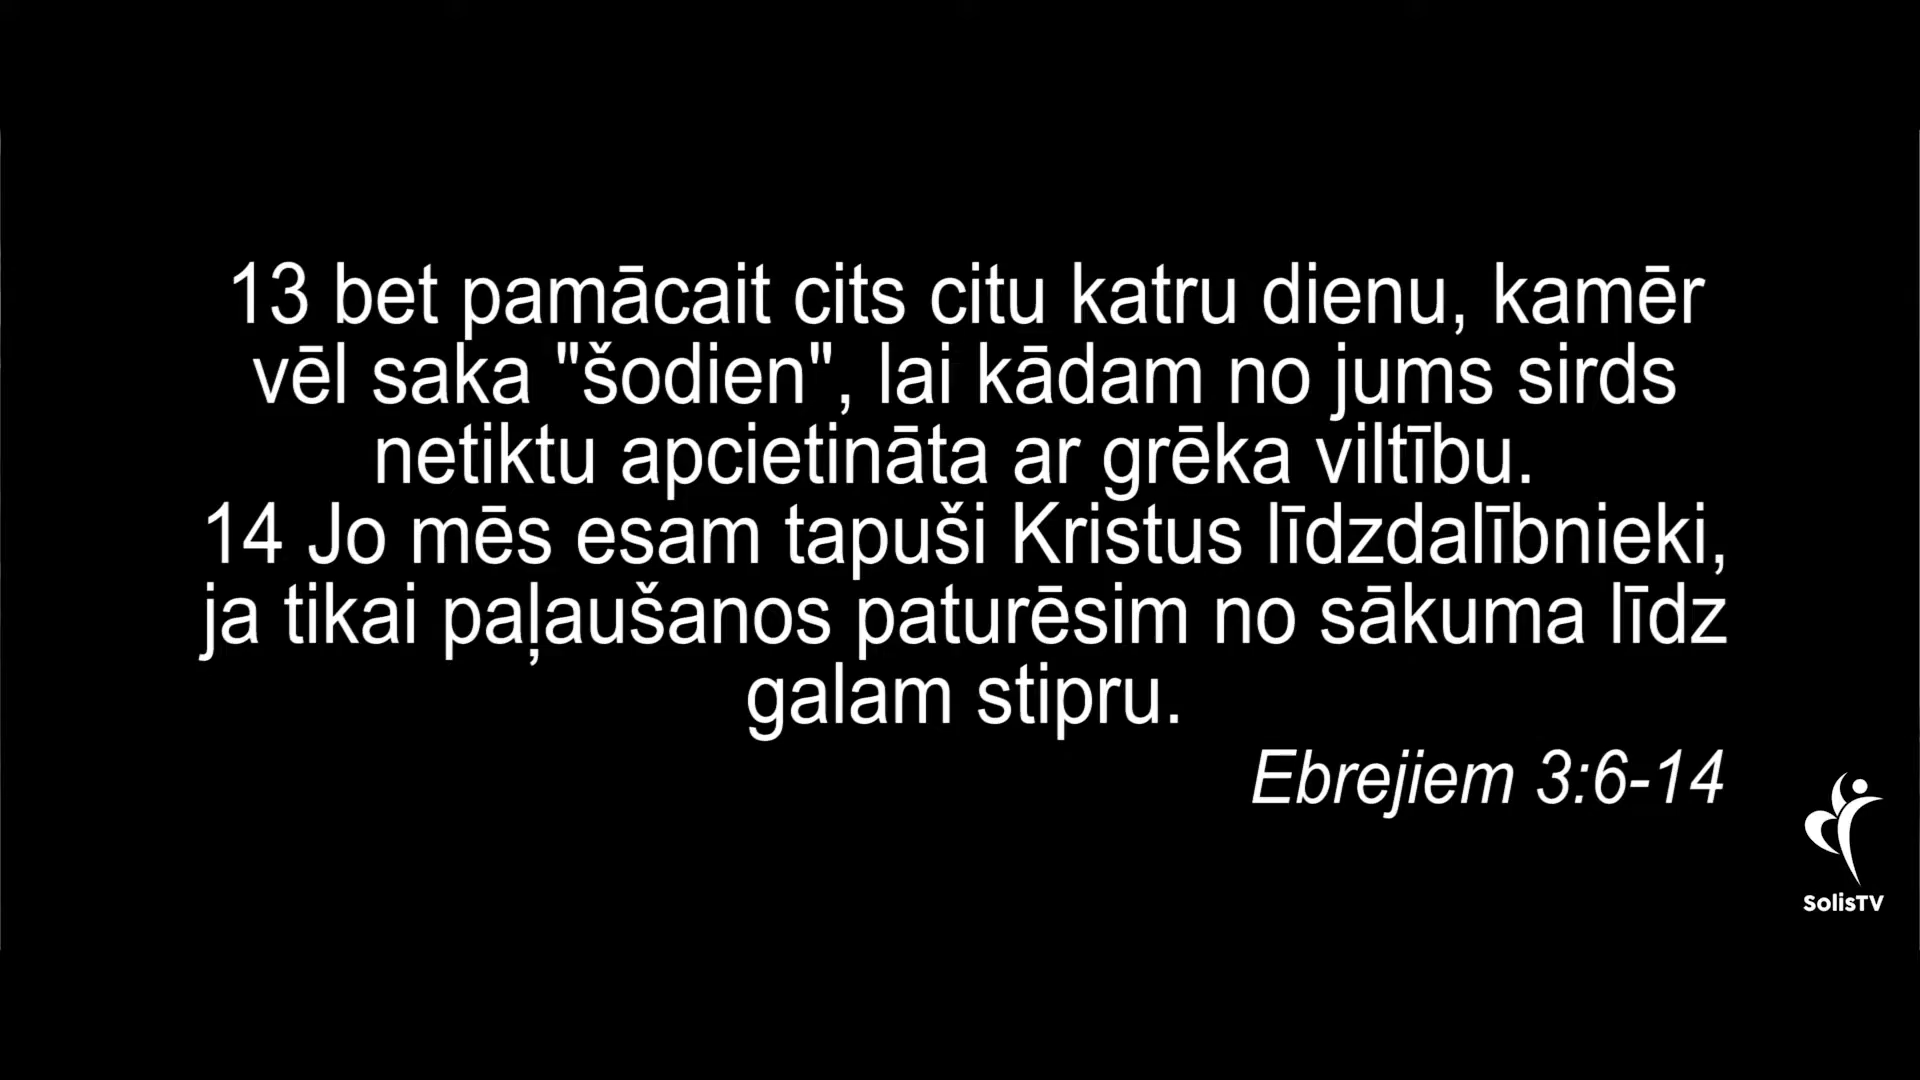 13 bet pamācait cits citu katru dienu, kamēr
vēl saka "šodien", lai kādam no jums sirds
netiktu apcietināta ar grēka viltību.
14 Jo mēs esam tapuši Kristus līdzdalībnieki,
ja tikai paļaušanos paturēsim no sākuma līdz
galam stipru.
Ebrejiem 3:6-14
SolisTV